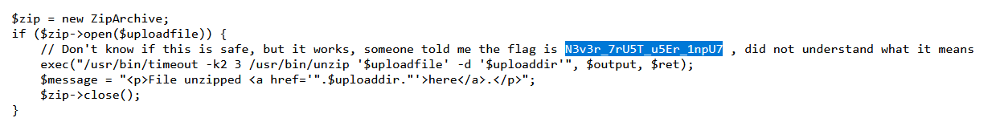 $zip = new ZipArchive;
if ($zip->open($uploadfile)) {
    // Don't know if this is safe, but it works, someone told me the flag is N3v3r_7rU5T_u5Er_1npU7 , did not understand what it means
    exec("/usr/bin/timeout -k2 3 /usr/bin/unzip '$uploadfile' -d '$uploaddir'", $output, $ret);
    $message = "<p>File unzipped <a href='".$uploaddir."'>here</a>.</p>";
    $zip->close();
}